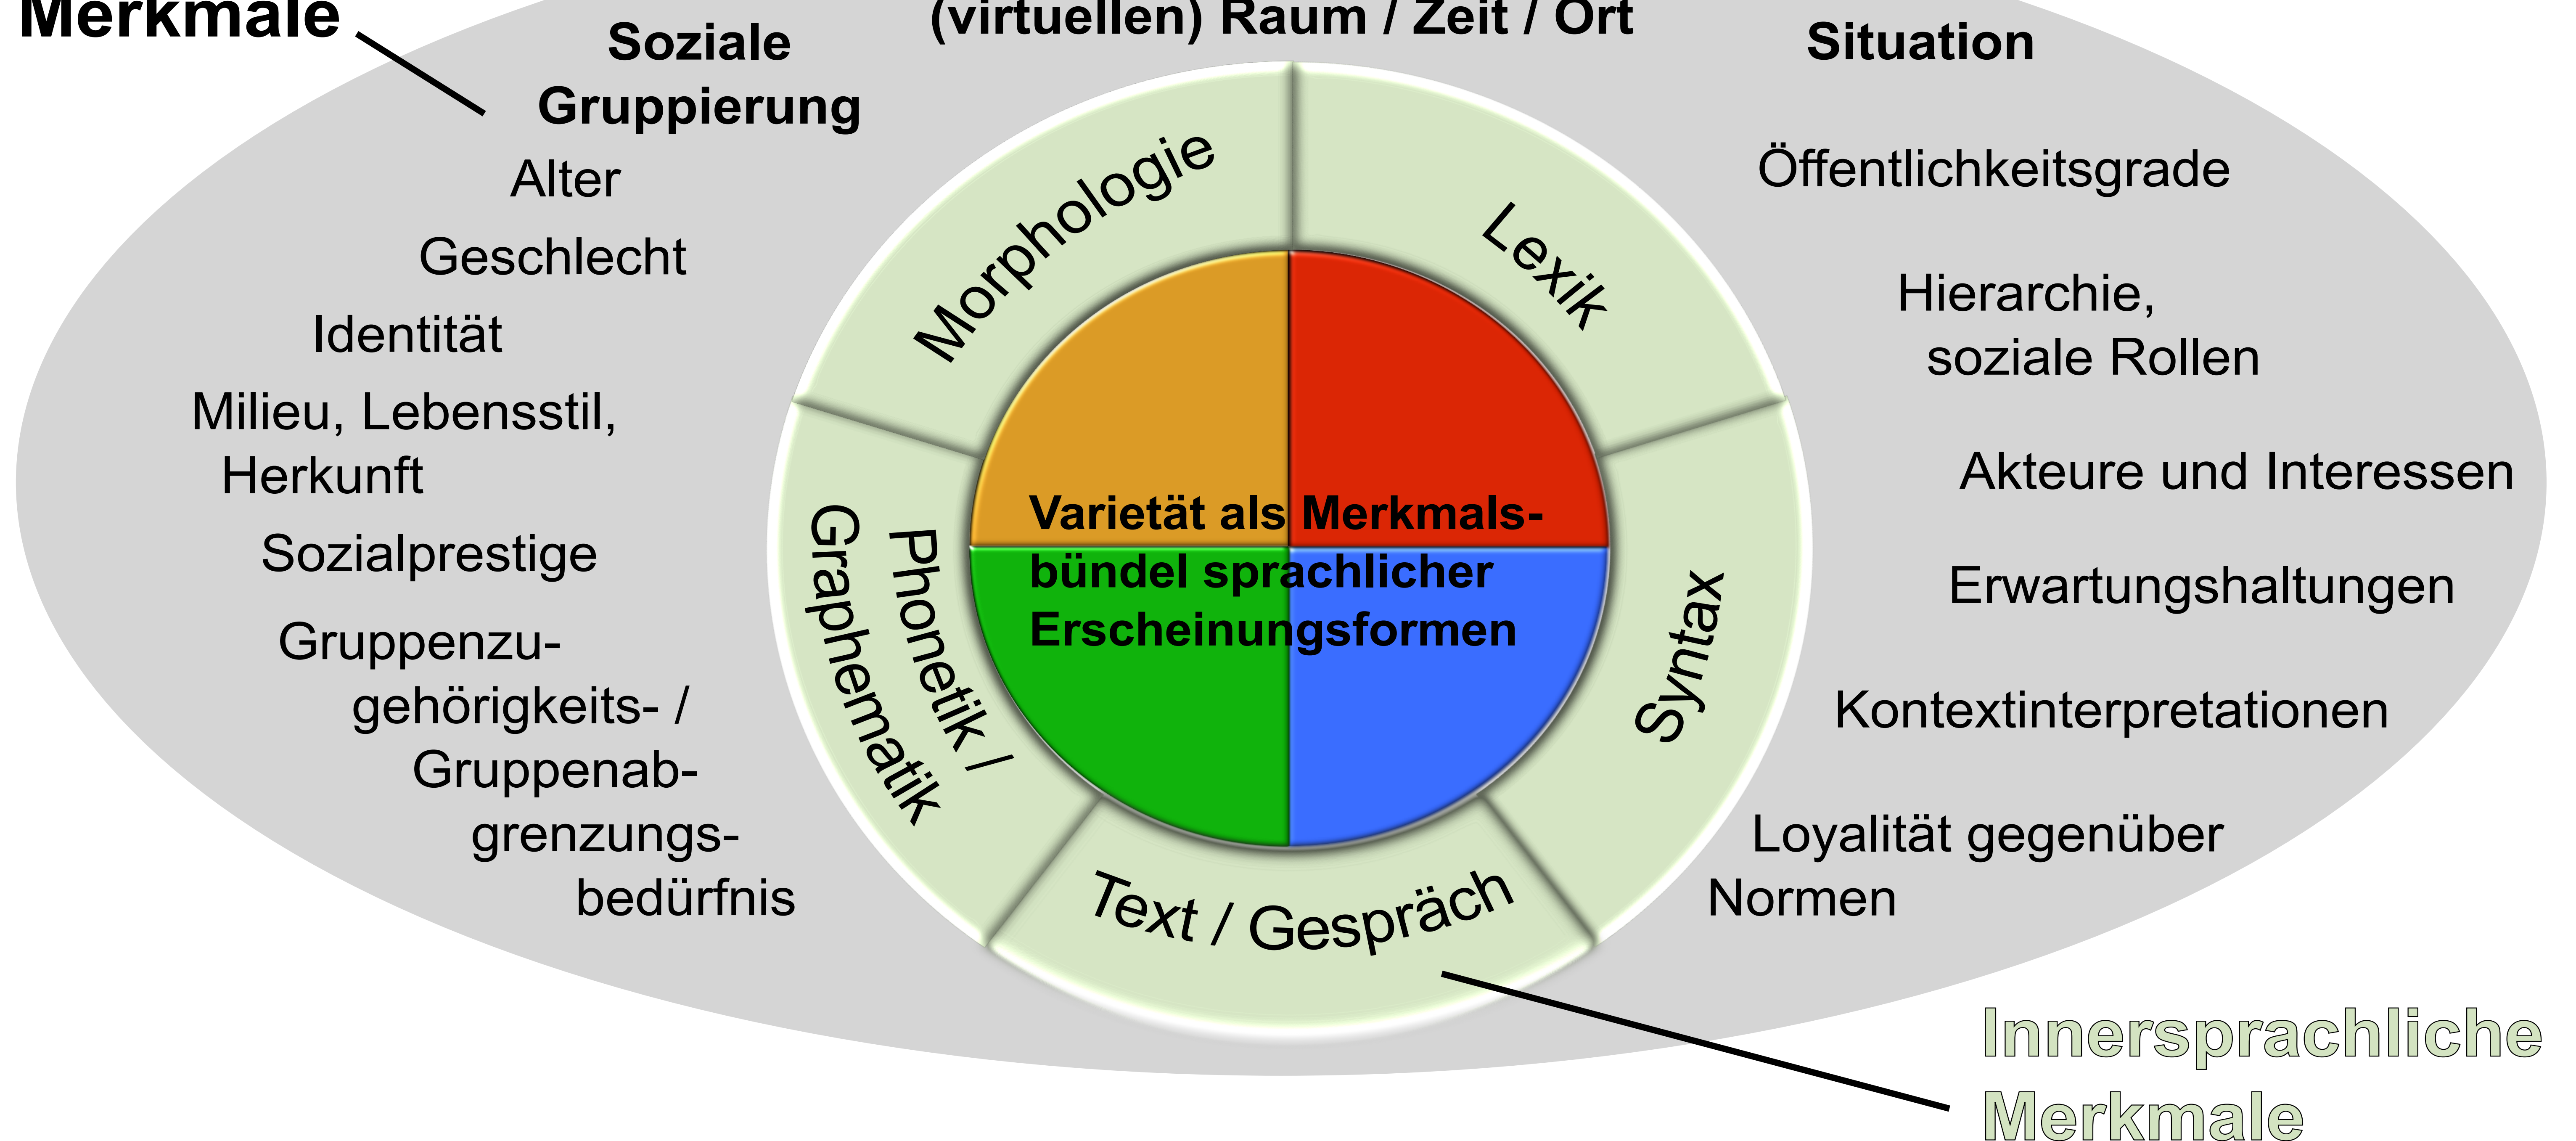 Merkmale
(virtuellen) Raum / Zeit / Ort
Soziale
Gruppierung
Alter
Geschlecht
Identität
Milieu, Lebensstil,
Herkunft
Sozialprestige
Gruppenzu-
gehörigkeits- /
Gruppenab-
grenzungs-
bedürfnis
Morphologie
Lexik
Syntax
Text / Gespräch
Phonetik /
Graphematik
Varietät als Merkmals-
bündel sprachlicher
Erscheinungsformen
Situation
Öffentlichkeitsgrade
Hierarchie,
soziale Rollen
Akteure und Interessen
Erwartungshaltungen
Kontextinterpretationen
Loyalität gegenüber
Normen
Innersprachliche
Merkmale